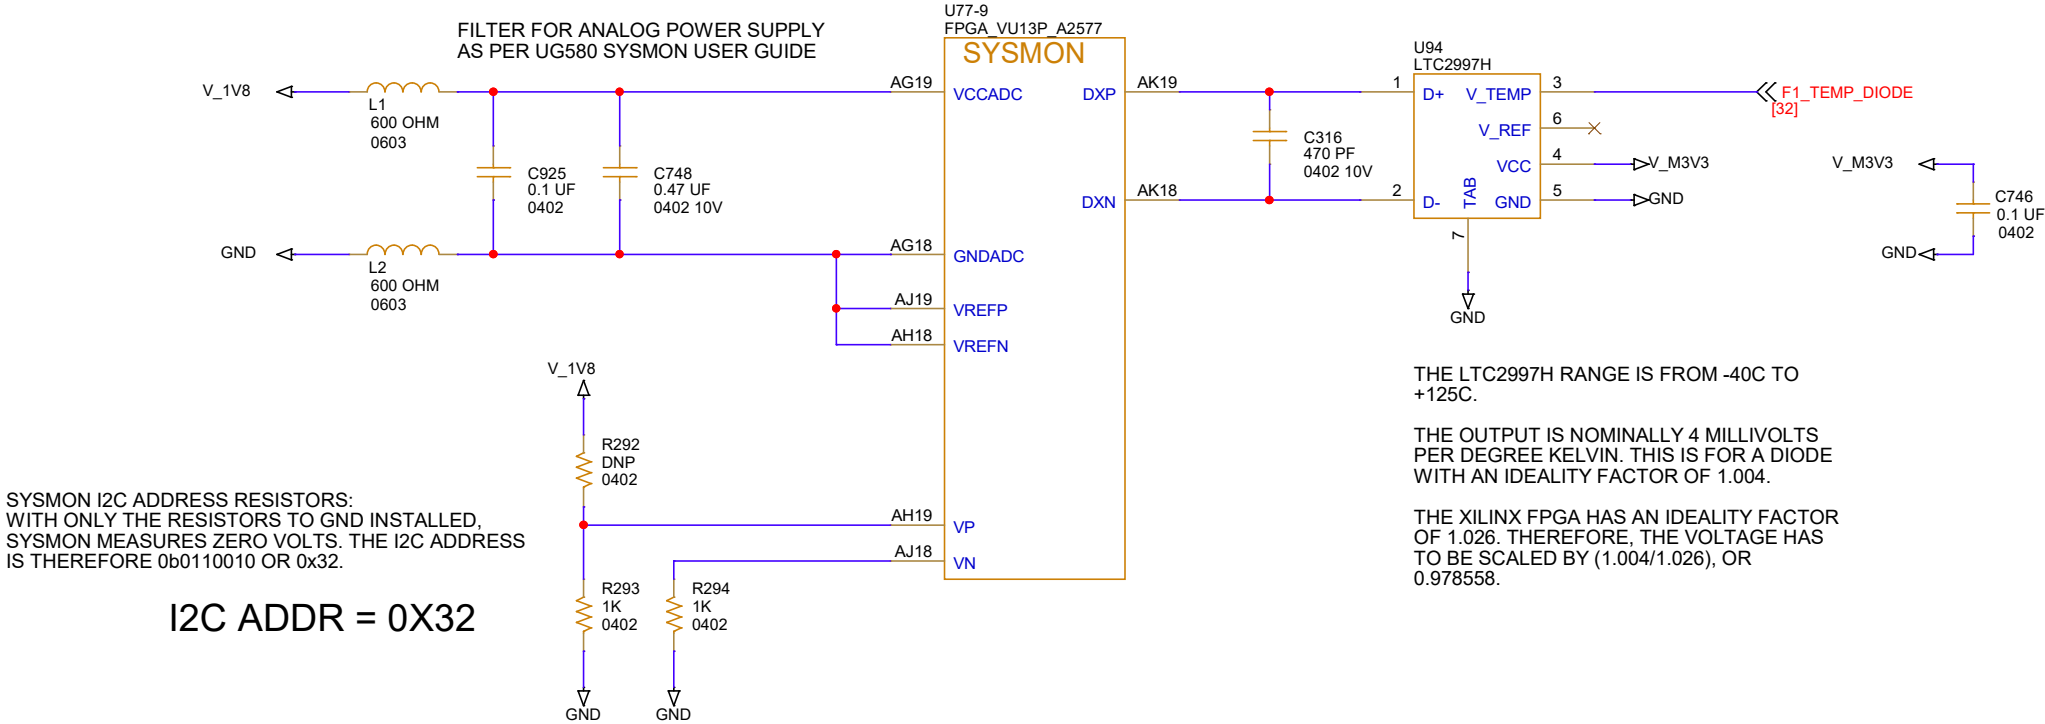 FILTER FOR ANALOG POWER SUPPLY
AS PER UG580 SYSMON USER GUIDE
U77-9
FPGA_VU13P_A2577
SYSMON
V_1V8
L1
600 OHM
0603
C925
0.1 UF
0402
C748
0.47 UF
0402 10V
GND
L2
600 OHM
0603
AG19
VCCADC
AG18
GNDADC
AJ19
VREFP
AH18
VREFN
AH19
VP
AJ18
VN
AK19
DXP
AK18
DXN
C316
470 PF
0402 10V
U94
LTC2997H
1
D+
2
D-
V_TEMP
3
V_REF
6
VCC
4
GND
5
TAB
7
GND
F1_TEMP_DIODE
[32]
V_M3V3
GND
V_M3V3
C746
0.1 UF
0402
GND
V_1V8
R292
DNP
0402
R293
1K
0402
GND
R294
1K
0402
GND
SYSMON I2C ADDRESS RESISTORS:
WITH ONLY THE RESISTORS TO GND INSTALLED,
SYSMON MEASURES ZERO VOLTS. THE I2C ADDRESS
IS THEREFORE 0b0110010 OR 0x32.
I2C ADDR = 0X32
THE LTC2997H RANGE IS FROM -40C TO
+125C.
THE OUTPUT IS NOMINALLY 4 MILLIVOLTS
PER DEGREE KELVIN. THIS IS FOR A DIODE
WITH AN IDEALITY FACTOR OF 1.004.
THE XILINX FPGA HAS AN IDEALITY FACTOR
OF 1.026. THEREFORE, THE VOLTAGE HAS
TO BE SCALED BY (1.004/1.026), OR
0.978558.